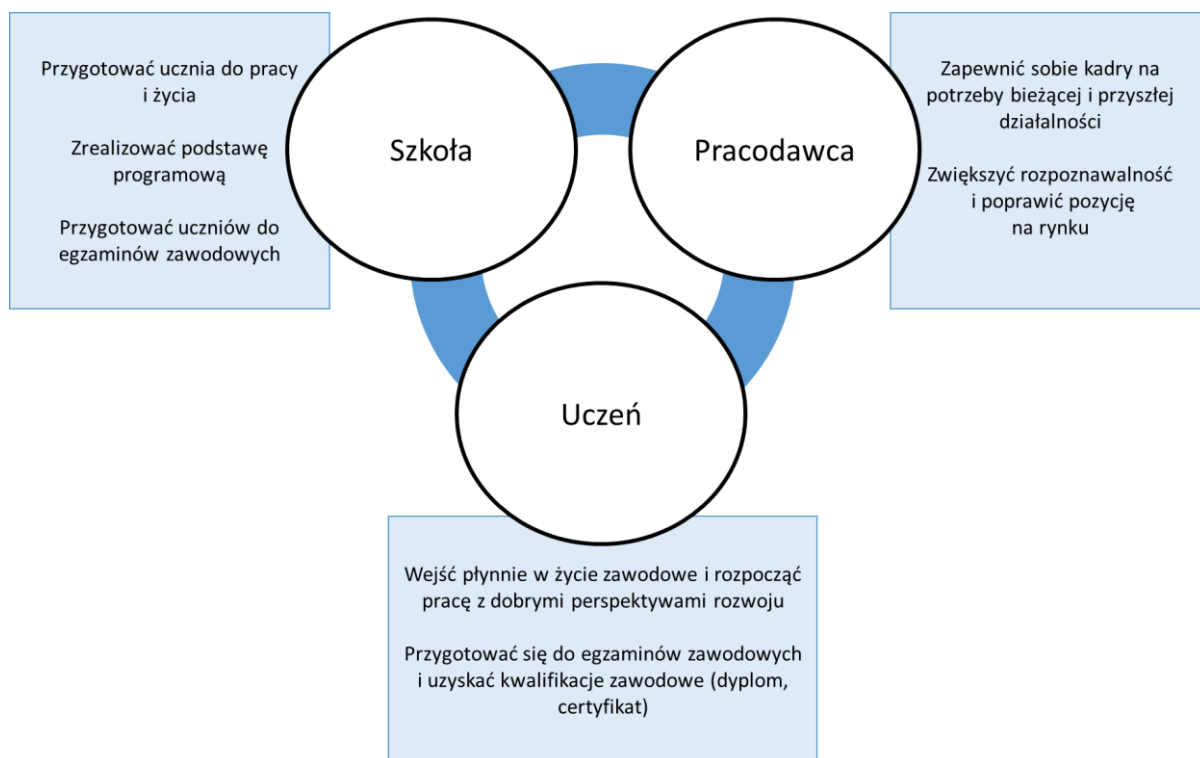 Szkoła
Przygotować ucznia do pracy
i życia
Zrealizować podstawę
programową
Przygotować uczniów do
egzaminów zawodowych
Pracodawca
Zapewnić sobie kadry na
potrzeby bieżącej i przyszłej
działalności
Zwiększyć rozpoznawalność
i poprawić pozycję
na rynku
Uczeń
Wejść płynnie w życie zawodowe i rozpocząć
pracę z dobrymi perspektywami rozwoju
Przygotować się do egzaminów zawodowych
i uzyskać kwalifikacje zawodowe (dyplom,
certyfikat)